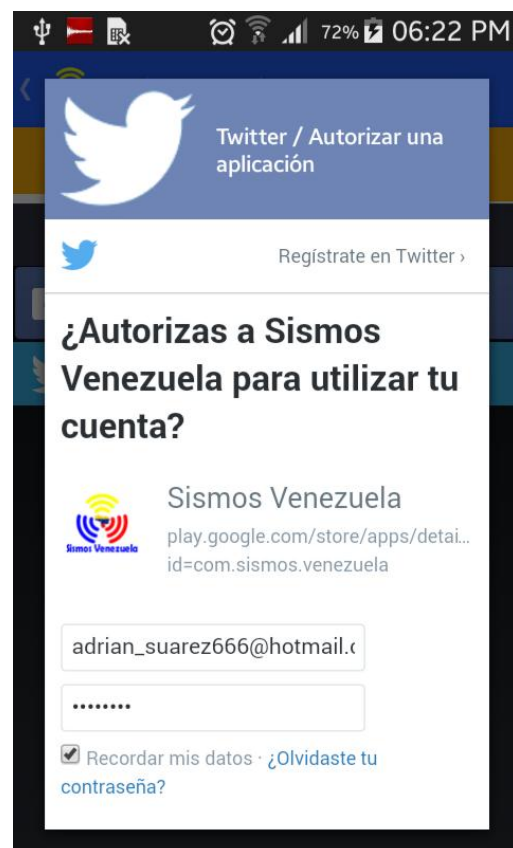 72% 06:22 PM
Twitter / Autorizar una
aplicación
Regístrate en Twitter ›
¿Autorizas a Sismos
Venezuela para utilizar tu
cuenta?
Sismos Venezuela
Sismos Venezuela
play.google.com/store/apps/detai...
id=com.sismos.venezuela
adrian_suarez666@hotmail.c
••••••••
Recordar mis datos · ¿Olvidaste tu
contraseña?